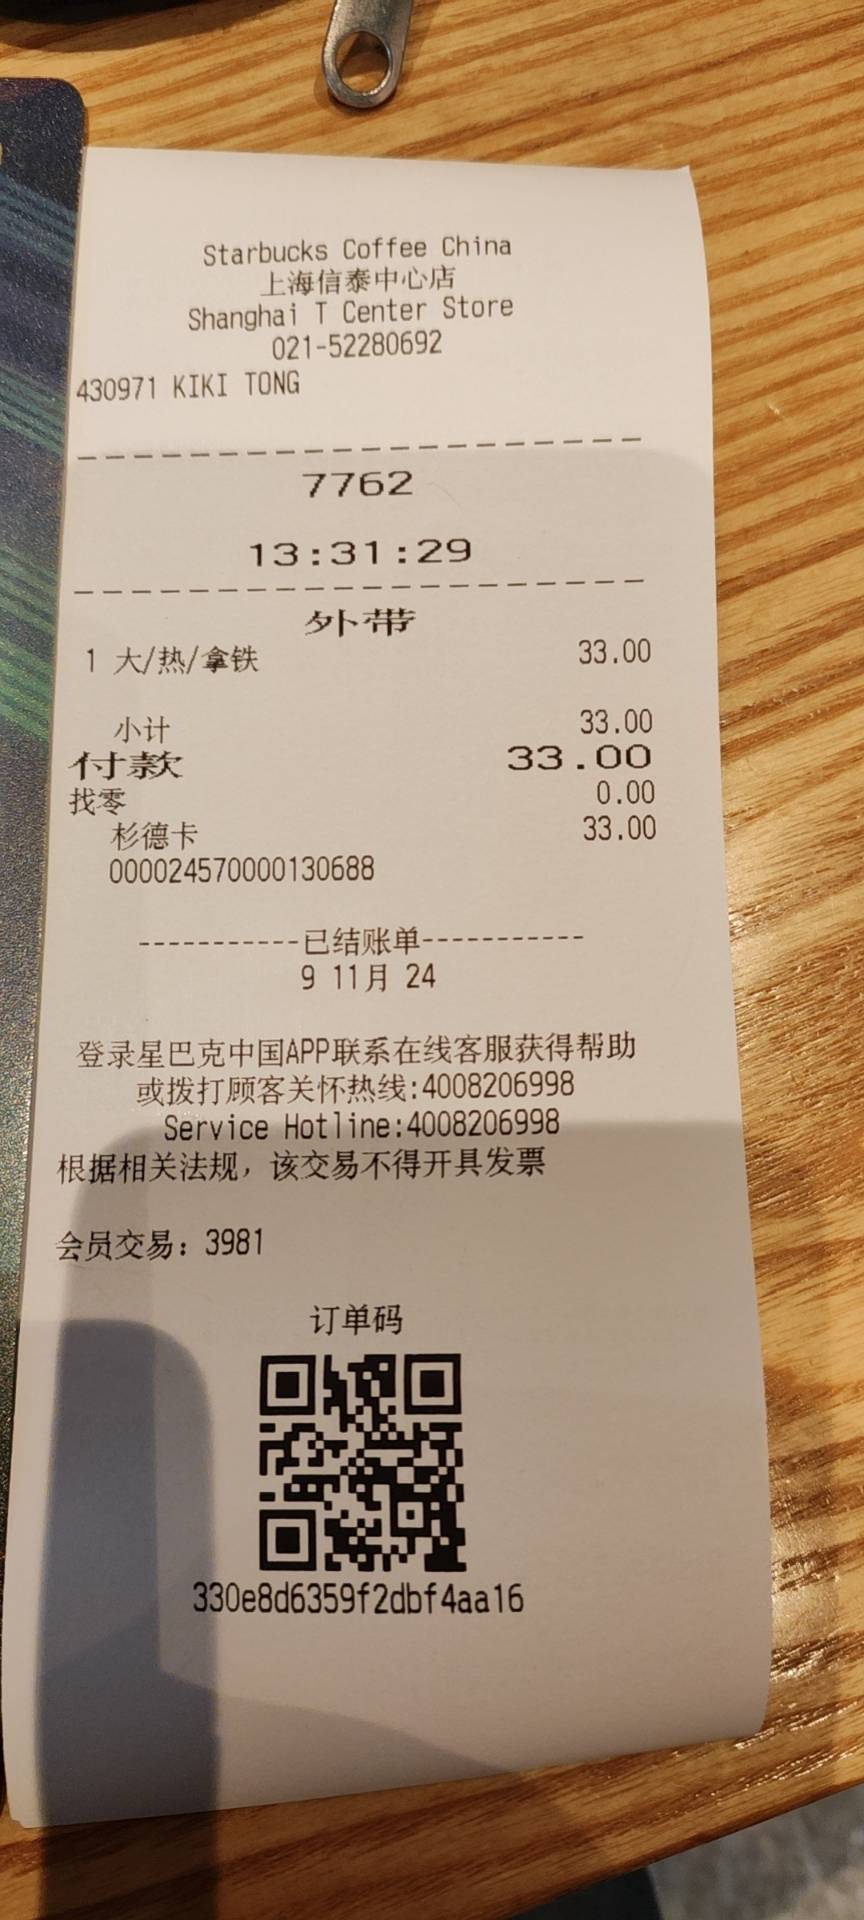 Starbucks Coffee China
上海信泰中心店
Shanghai T Center Store
021-52280692
430971 KIKI TONG
--------------------
7762
13:31:29
--------------------
外带
1 大/热/拿铁 33.00
小计 33.00
付款 33.00
找零 0.00
杉德卡 33.00
000024570000130688
-----------已结账单-----------
9 11月 24
登录星巴克中国APP联系在线客服获得帮助
或拨打顾客关怀热线:4008206998
Service Hotline:4008206998
根据相关法规，该交易不得开具发票
会员交易：3981
订单码
330e8d6359f2dbf4aa16